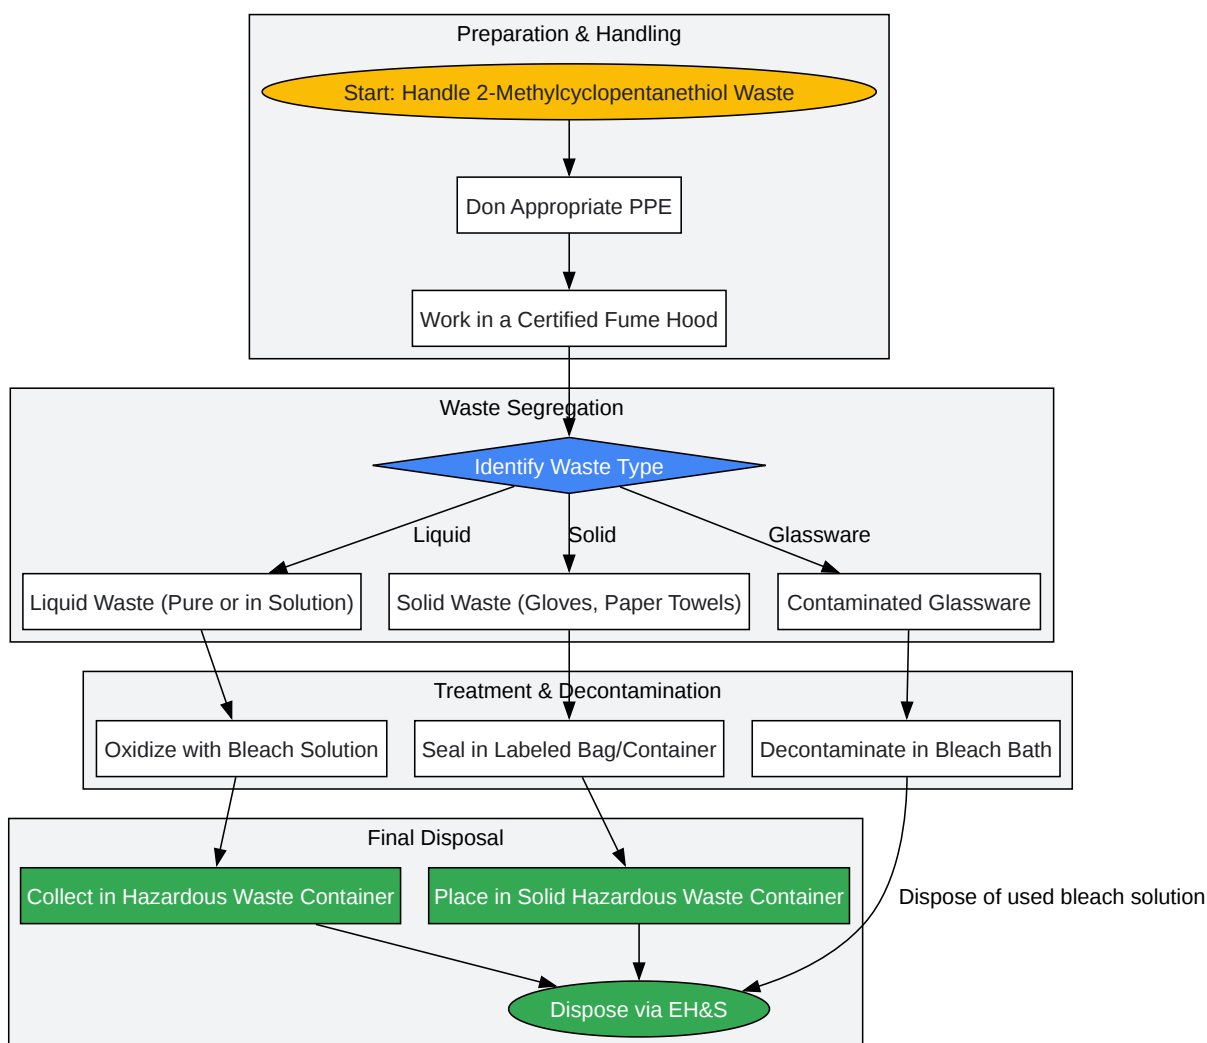 Preparation & Handling
Start: Handle 2-Methylcyclopentanethiol Waste
Don Appropriate PPE
Work in a Certified Fume Hood
Waste Segregation
Identify Waste Type
Liquid
Solid
Glassware
Liquid Waste (Pure or in Solution)
Solid Waste (Gloves, Paper Towels)
Contaminated Glassware
Treatment & Decontamination
Oxidize with Bleach Solution
Seal in Labeled Bag/Container
Decontaminate in Bleach Bath
Final Disposal
Collect in Hazardous Waste Container
Place in Solid Hazardous Waste Container
Dispose of used bleach solution
Dispose via EH&S